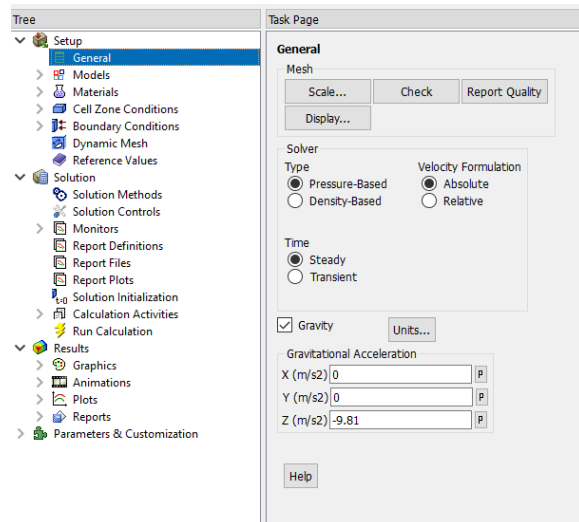 Tree
Setup
General
Models
Materials
Cell Zone Conditions
Boundary Conditions
Dynamic Mesh
Reference Values
Solution
Solution Methods
Solution Controls
Monitors
Report Definitions
Report Files
Report Plots
t=0 Solution Initialization
Calculation Activities
Run Calculation
Results
Graphics
Animations
Plots
Reports
Parameters & Customization
Task Page
General
Mesh
Scale... Check Report Quality
Display...
Solver
Type Velocity Formulation
Pressure-Based Absolute
Density-Based Relative
Time
Steady
Transient
Gravity Units...
Gravitational Acceleration
X (m/s2) 0 P
Y (m/s2) 0 P
Z (m/s2) -9.81 P
Help